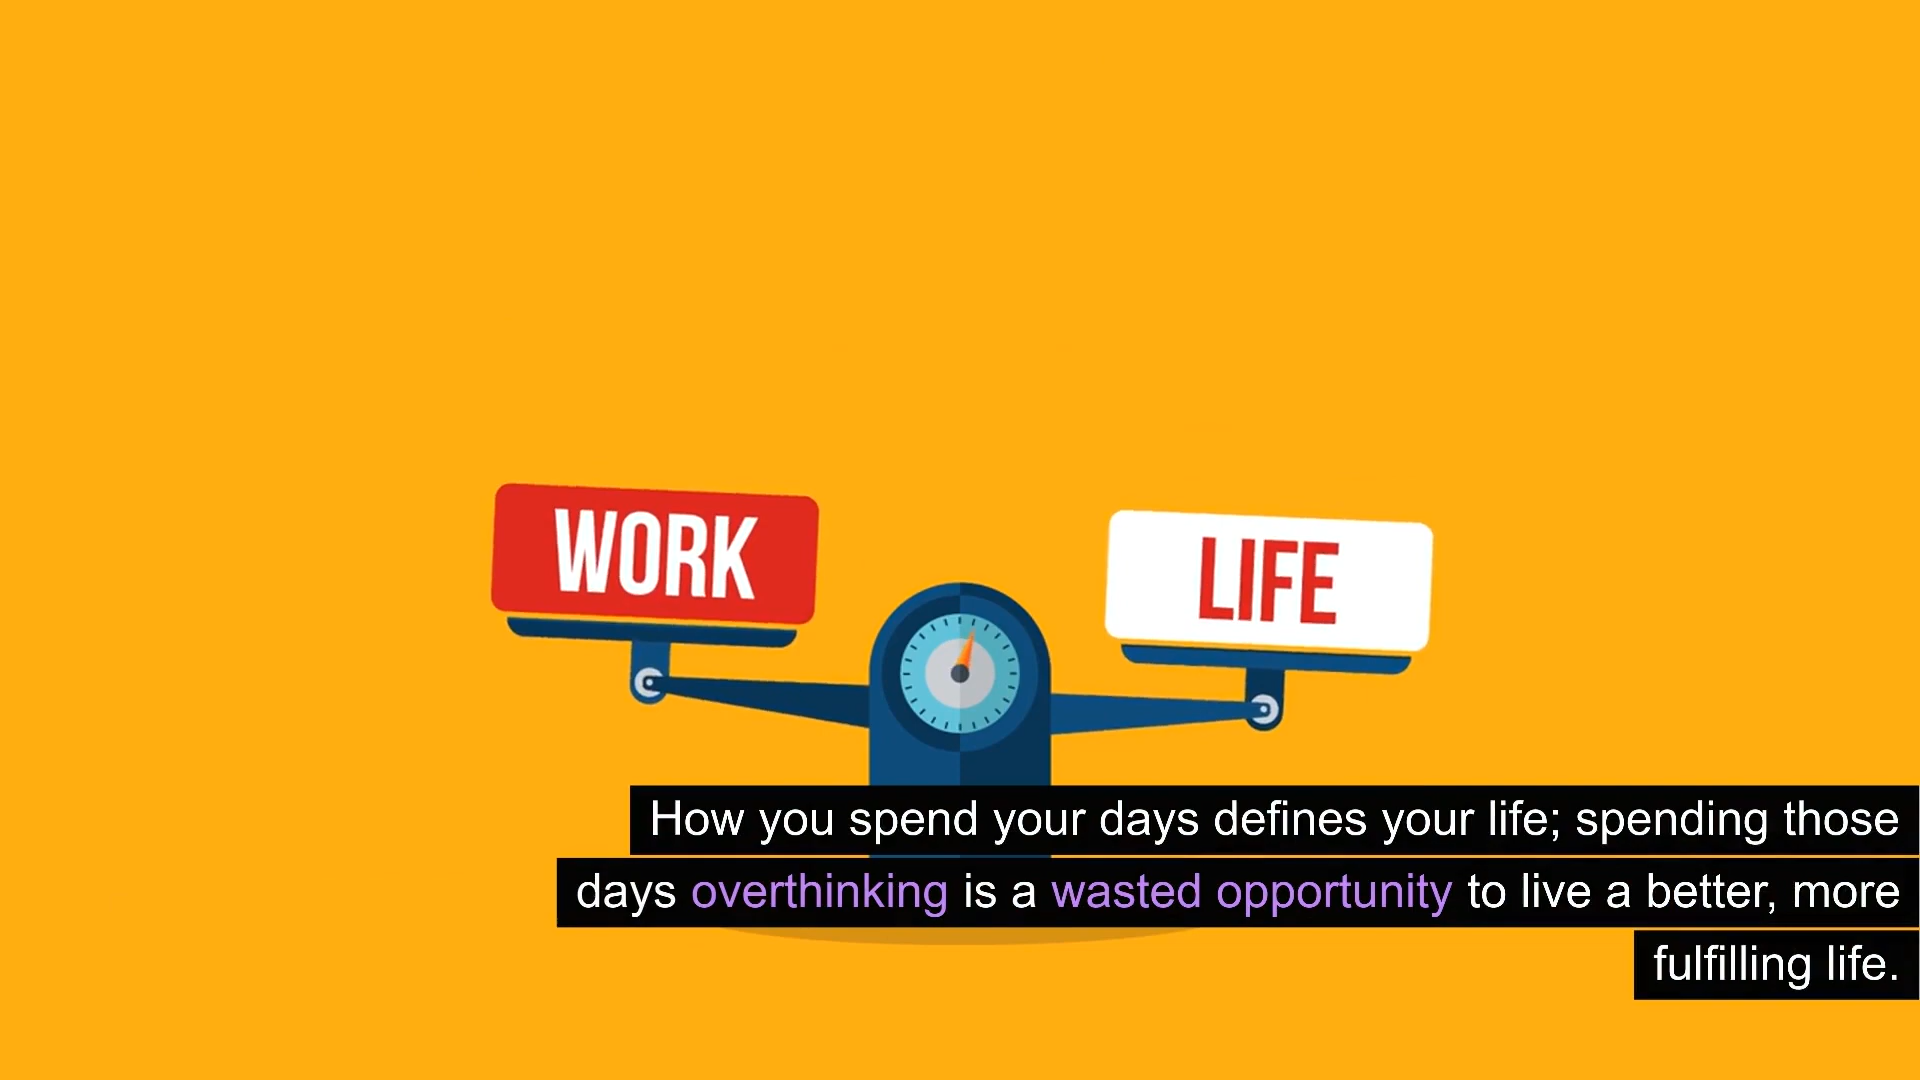 WORK
LIFE
How you spend your days defines your life; spending those
days overthinking is a wasted opportunity to live a better, more
fulfilling life.